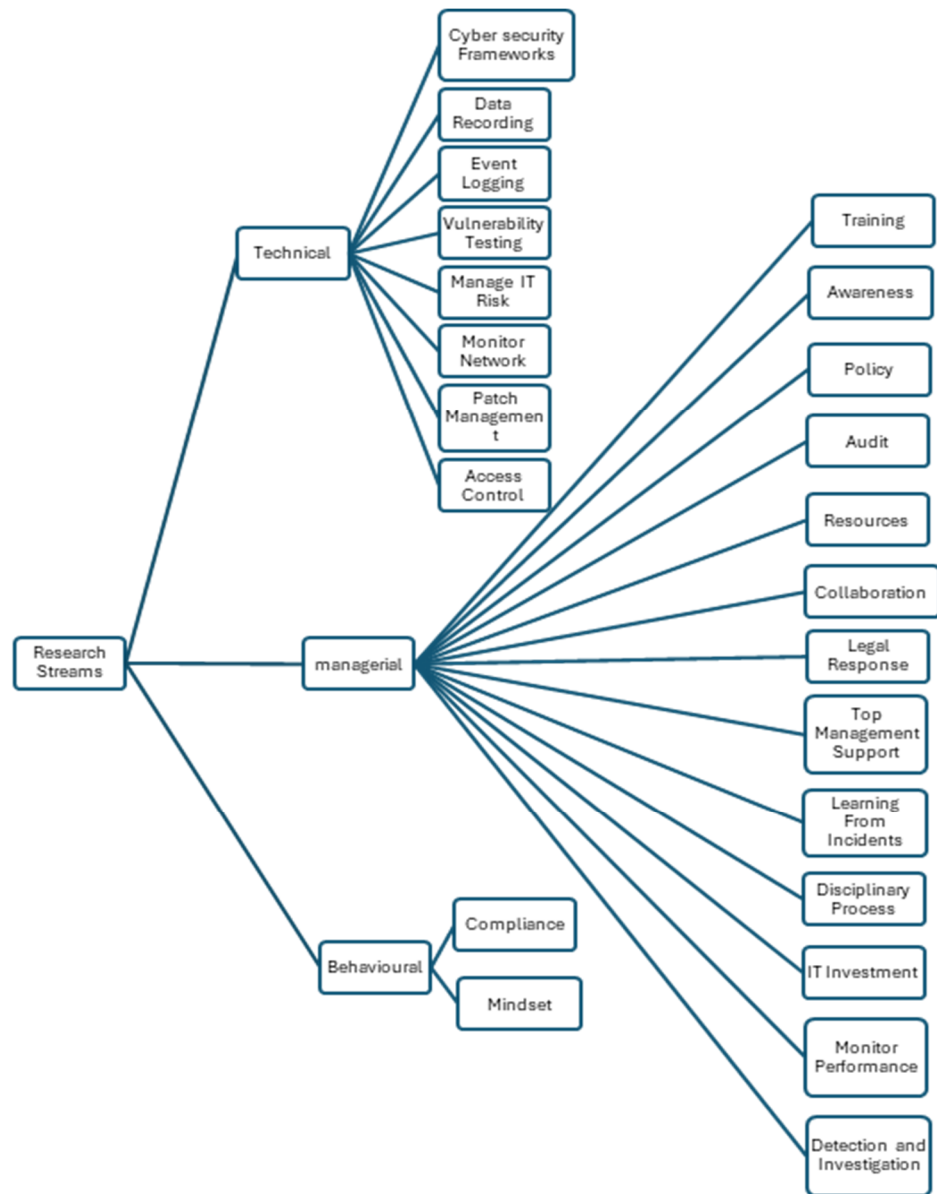 Research
Streams
Technical
Cyber security
Frameworks
Data
Recording
Event
Logging
Vulnerability
Testing
Manage IT
Risk
Monitor
Network
Patch
Managemen
t
Access
Control
managerial
Training
Awareness
Policy
Audit
Resources
Collaboration
Legal
Response
Top
Management
Support
Learning
From
Incidents
Disciplinary
Process
IT Investment
Monitor
Performance
Detection and
Investigation
Behavioural
Compliance
Mindset